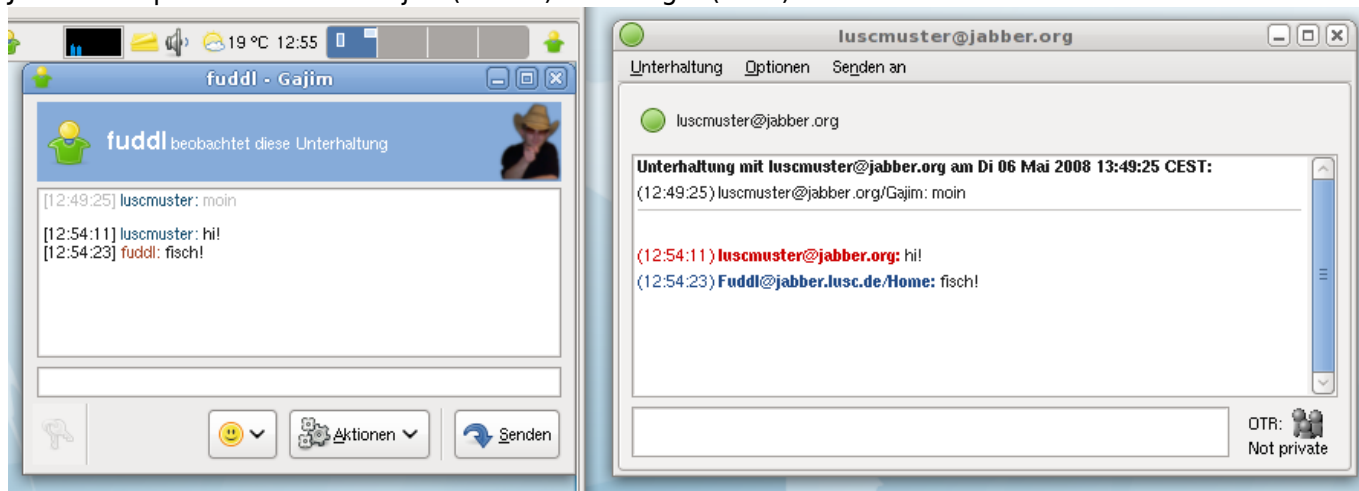 19 °C 12:55
fuddl - Gajim
fuddl beobachtet diese Unterhaltung
[12:49:25] luscmuster: moin
[12:54:11] luscmuster: hi!
[12:54:23] fuddl: fisch!
Aktionen
Senden
luscmuster@jabber.org
Unterhaltung Optionen Senden an
luscmuster@jabber.org
Unterhaltung mit luscmuster@jabber.org am Di 06 Mai 2008 13:49:25 CEST:
(12:49:25) luscmuster@jabber.org/Gajim: moin
(12:54:11) luscmuster@jabber.org: hi!
(12:54:23) Fuddl@jabber.lusc.de/Home: fisch!
OTR:
Not private